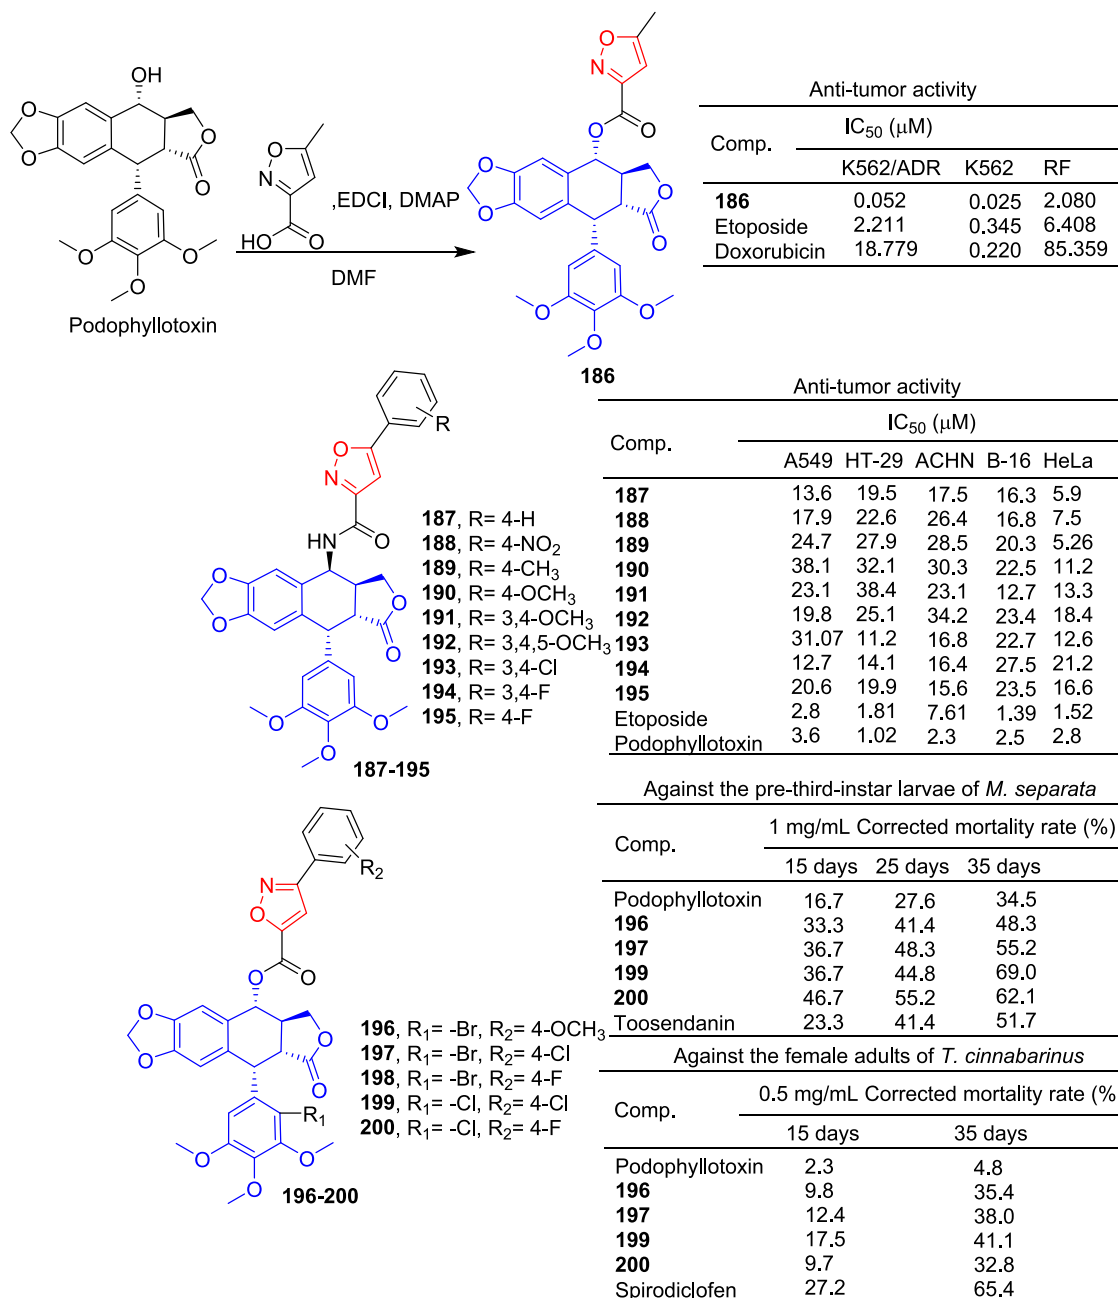 OH
O
O
O
O
O
O
O
Podophyllotoxin
O
N
HO
O
,EDCI, DMAP
DMF
O
N
O
O
O
O
O
O
O
O
O
186
Anti-tumor activity
Comp. IC50 (μM)
K562/ADR K562 RF
186 0.052 0.025 2.080
Etoposide 2.211 0.345 6.408
Doxorubicin 18.779 0.220 85.359
R
O
N
HN
O
O
O
O
O
O
O
O
187, R= 4-H
188, R= 4-NO2
189, R= 4-CH3
190, R= 4-OCH3
191, R= 3,4-OCH3
192, R= 3,4,5-OCH3
193, R= 3,4-Cl
194, R= 3,4-F
195, R= 4-F
187-195
Anti-tumor activity
Comp. IC50 (μM)
A549 HT-29 ACHN B-16 HeLa
187 13.6 19.5 17.5 16.3 5.9
188 17.9 22.6 26.4 16.8 7.5
189 24.7 27.9 28.5 20.3 5.26
190 38.1 32.1 30.3 22.5 11.2
191 23.1 38.4 23.1 12.7 13.3
192 19.8 25.1 34.2 23.4 18.4
193 31.07 11.2 16.8 22.7 12.6
194 12.7 14.1 16.4 27.5 21.2
195 20.6 19.9 15.6 23.5 16.6
Etoposide 2.8 1.81 7.61 1.39 1.52
Podophyllotoxin 3.6 1.02 2.3 2.5 2.8
R2
N
O
O
O
O
O
O
O
R1
O
O
O
196, R1= -Br, R2= 4-OCH3
197, R1= -Br, R2= 4-Cl
198, R1= -Br, R2= 4-F
199, R1= -Cl, R2= 4-Cl
200, R1= -Cl, R2= 4-F
196-200
Against the pre-third-instar larvae of M. separata
Comp. 1 mg/mL Corrected mortality rate (%)
15 days 25 days 35 days
Podophyllotoxin 16.7 27.6 34.5
196 33.3 41.4 48.3
197 36.7 48.3 55.2
199 36.7 44.8 69.0
200 46.7 55.2 62.1
Toosendanin 23.3 41.4 51.7
Against the female adults of T. cinnabarinus
Comp. 0.5 mg/mL Corrected mortality rate (%
15 days 35 days
Podophyllotoxin 2.3 4.8
196 9.8 35.4
197 12.4 38.0
199 17.5 41.1
200 9.7 32.8
Spirodiclofen 27.2 65.4